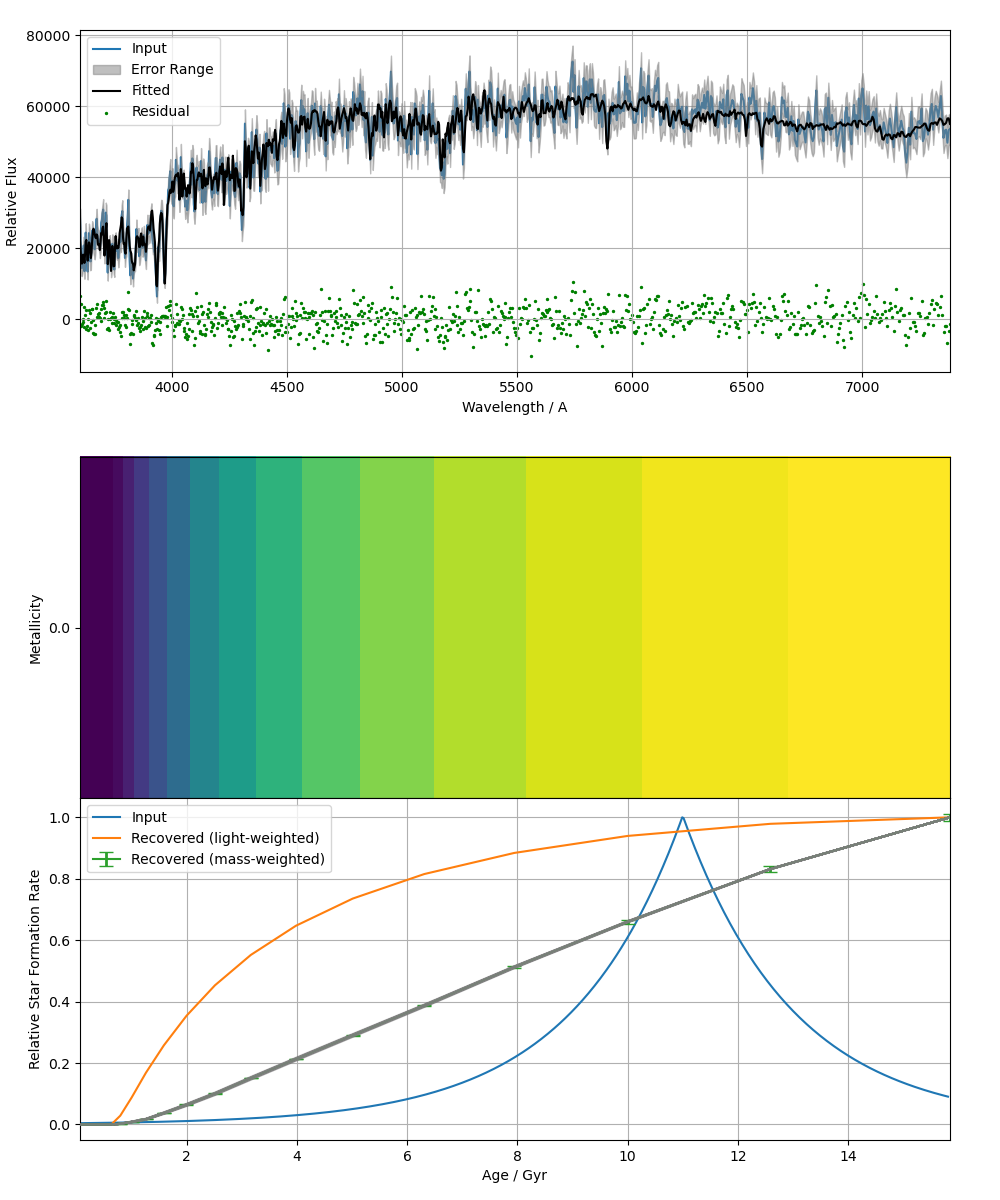 80000
60000
40000
20000
0
Relative Flux
Input
Error Range
Fitted
Residual
4000 4500 5000 5500 6000 6500 7000
Wavelength / A
Metallicity
0.0
1.0
0.8
0.6
0.4
0.2
0.0
Relative Star Formation Rate
Input
Recovered (light-weighted)
Recovered (mass-weighted)
2 4 6 8 10 12 14
Age / Gyr